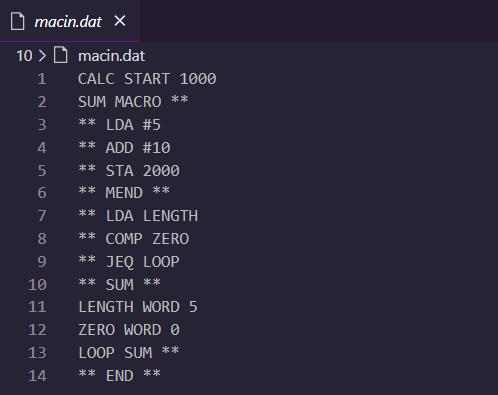 macin.dat ×
10 > macin.dat
1 CALC START 1000
2 SUM MACRO **
3 ** LDA #5
4 ** ADD #10
5 ** STA 2000
6 ** MEND **
7 ** LDA LENGTH
8 ** COMP ZERO
9 ** JEQ LOOP
10 ** SUM **
11 LENGTH WORD 5
12 ZERO WORD 0
13 LOOP SUM **
14 ** END **